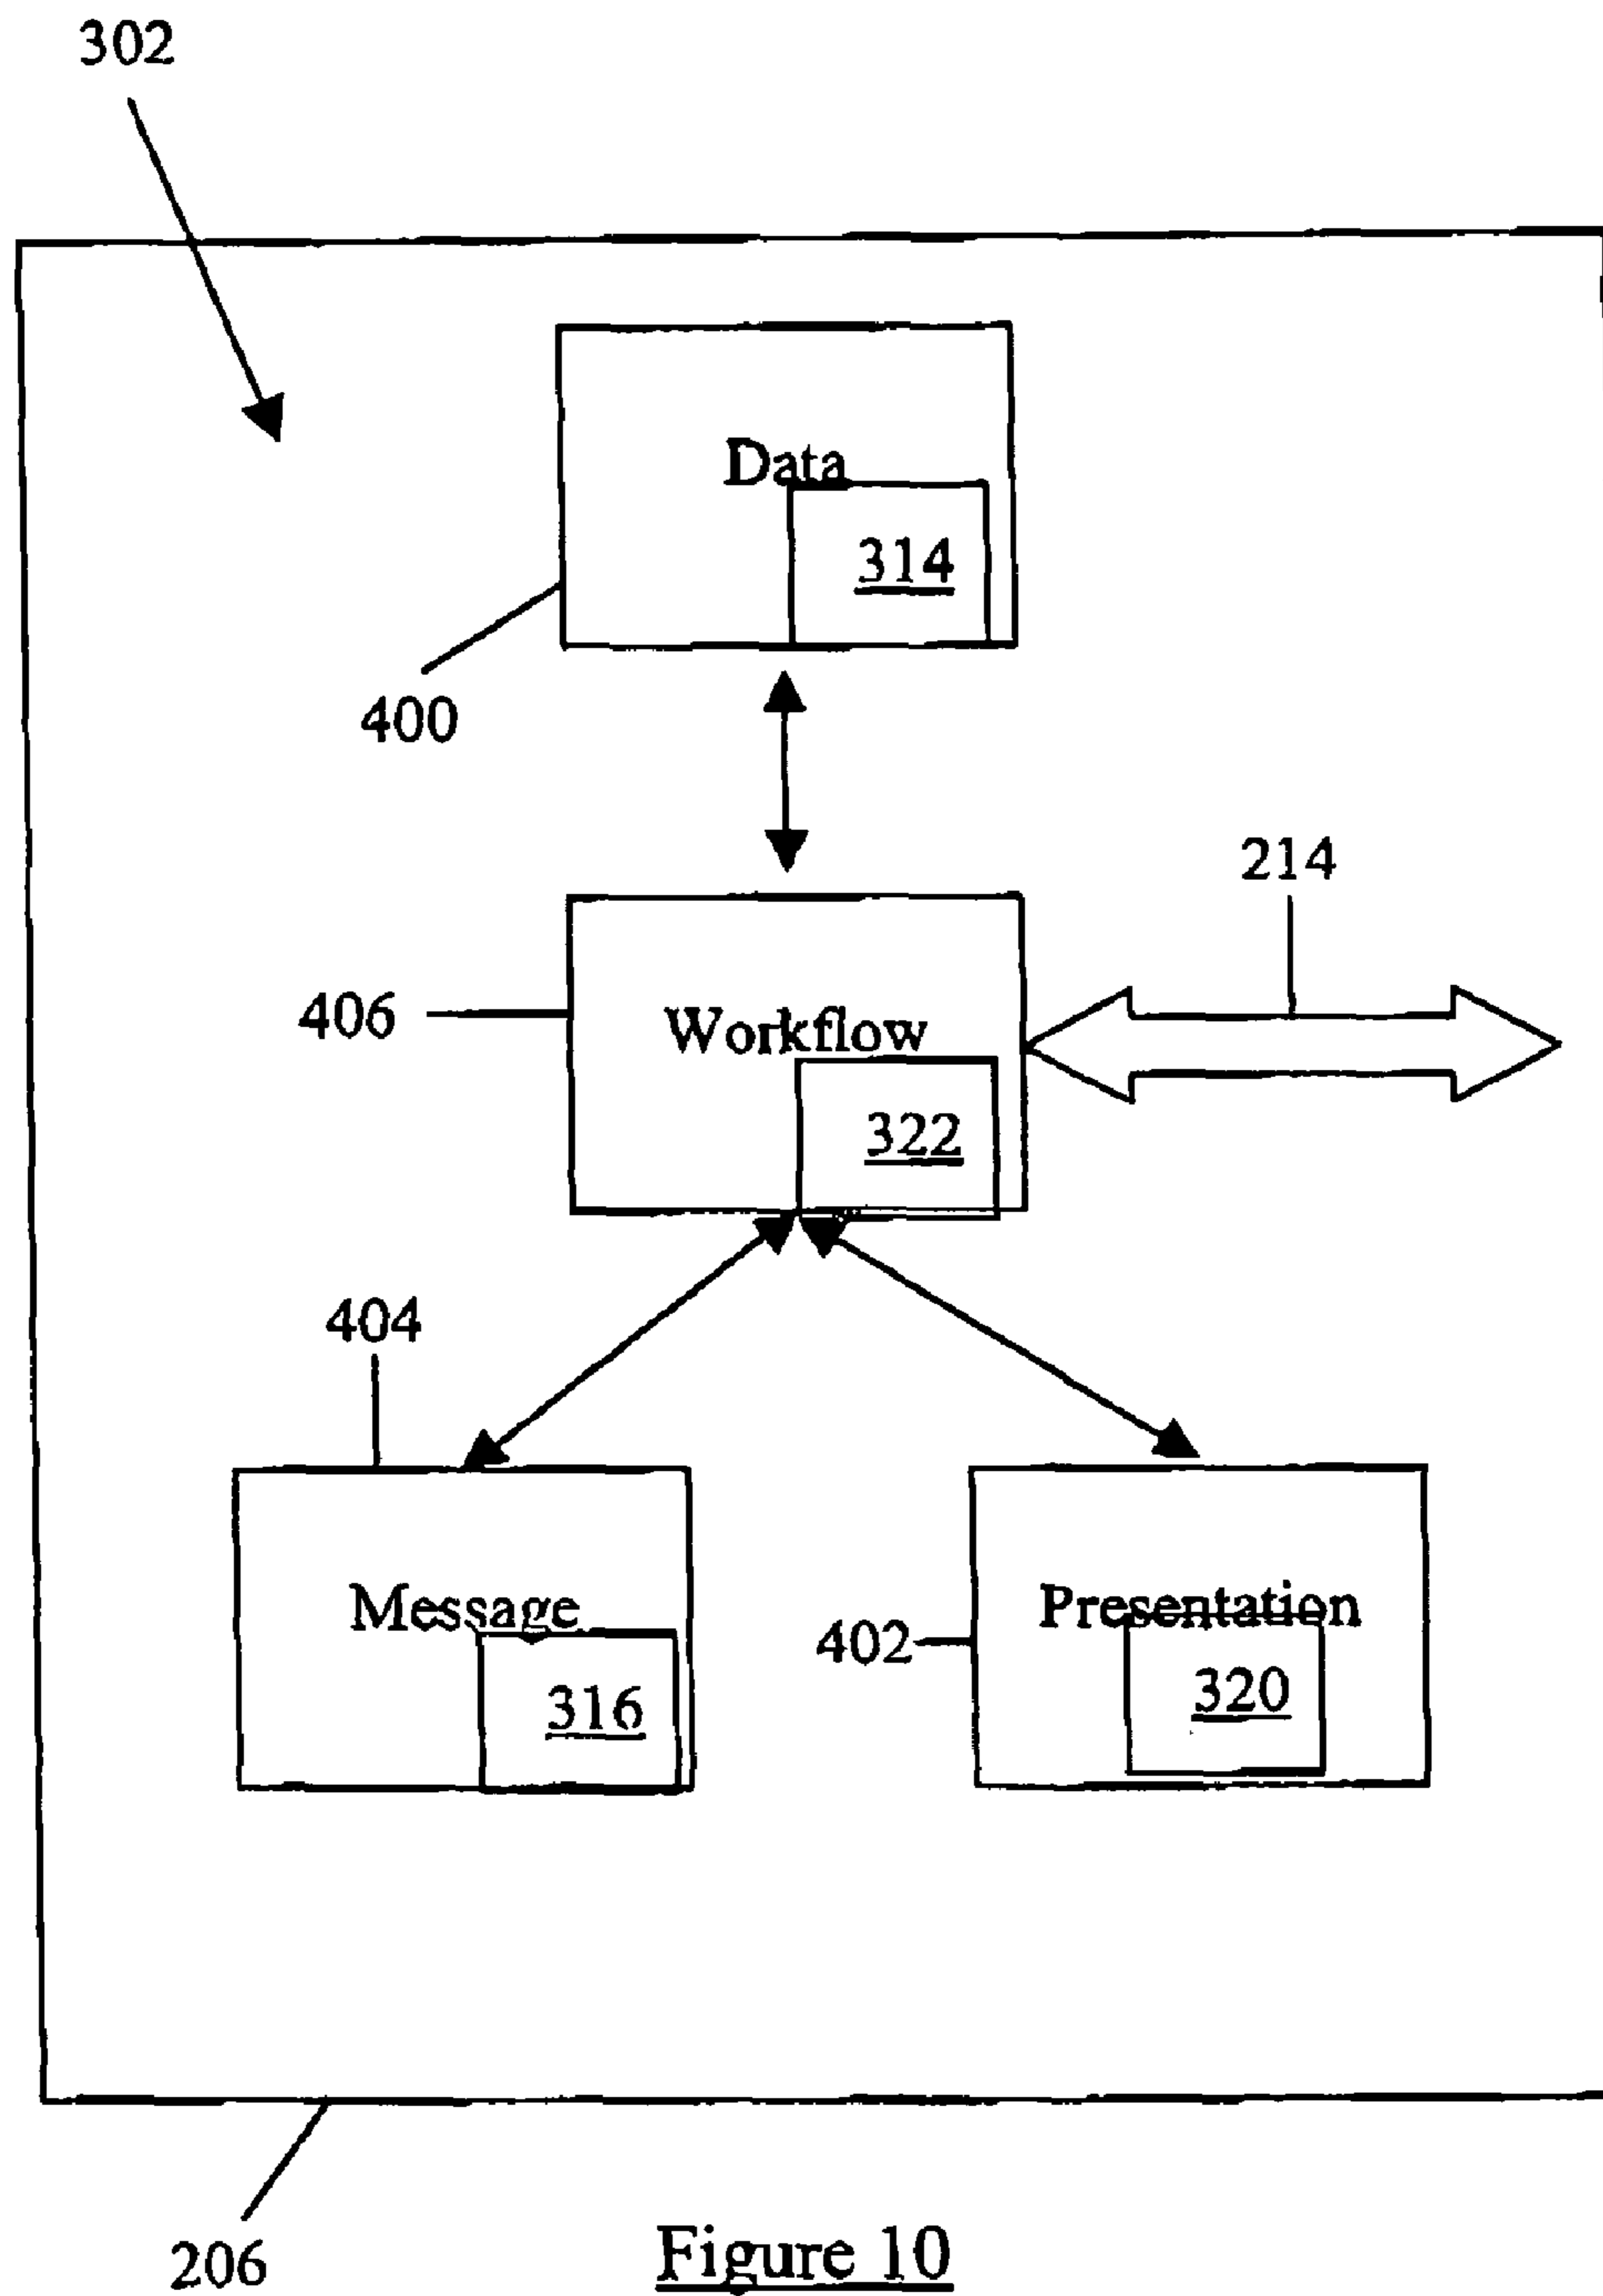 302
Data
314
400
214
406
Workflow
322
404
Message
Presentation
402
316
320
206
Figure 10